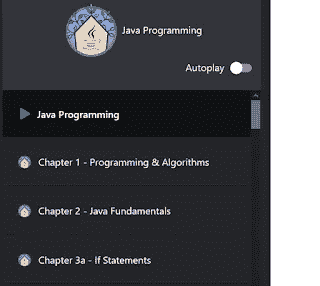 Java Programming
Autoplay
Java Programming
Chapter 1 - Programming & Algorithms
Chapter 2 - Java Fundamentals
Chapter 3a - If Statements